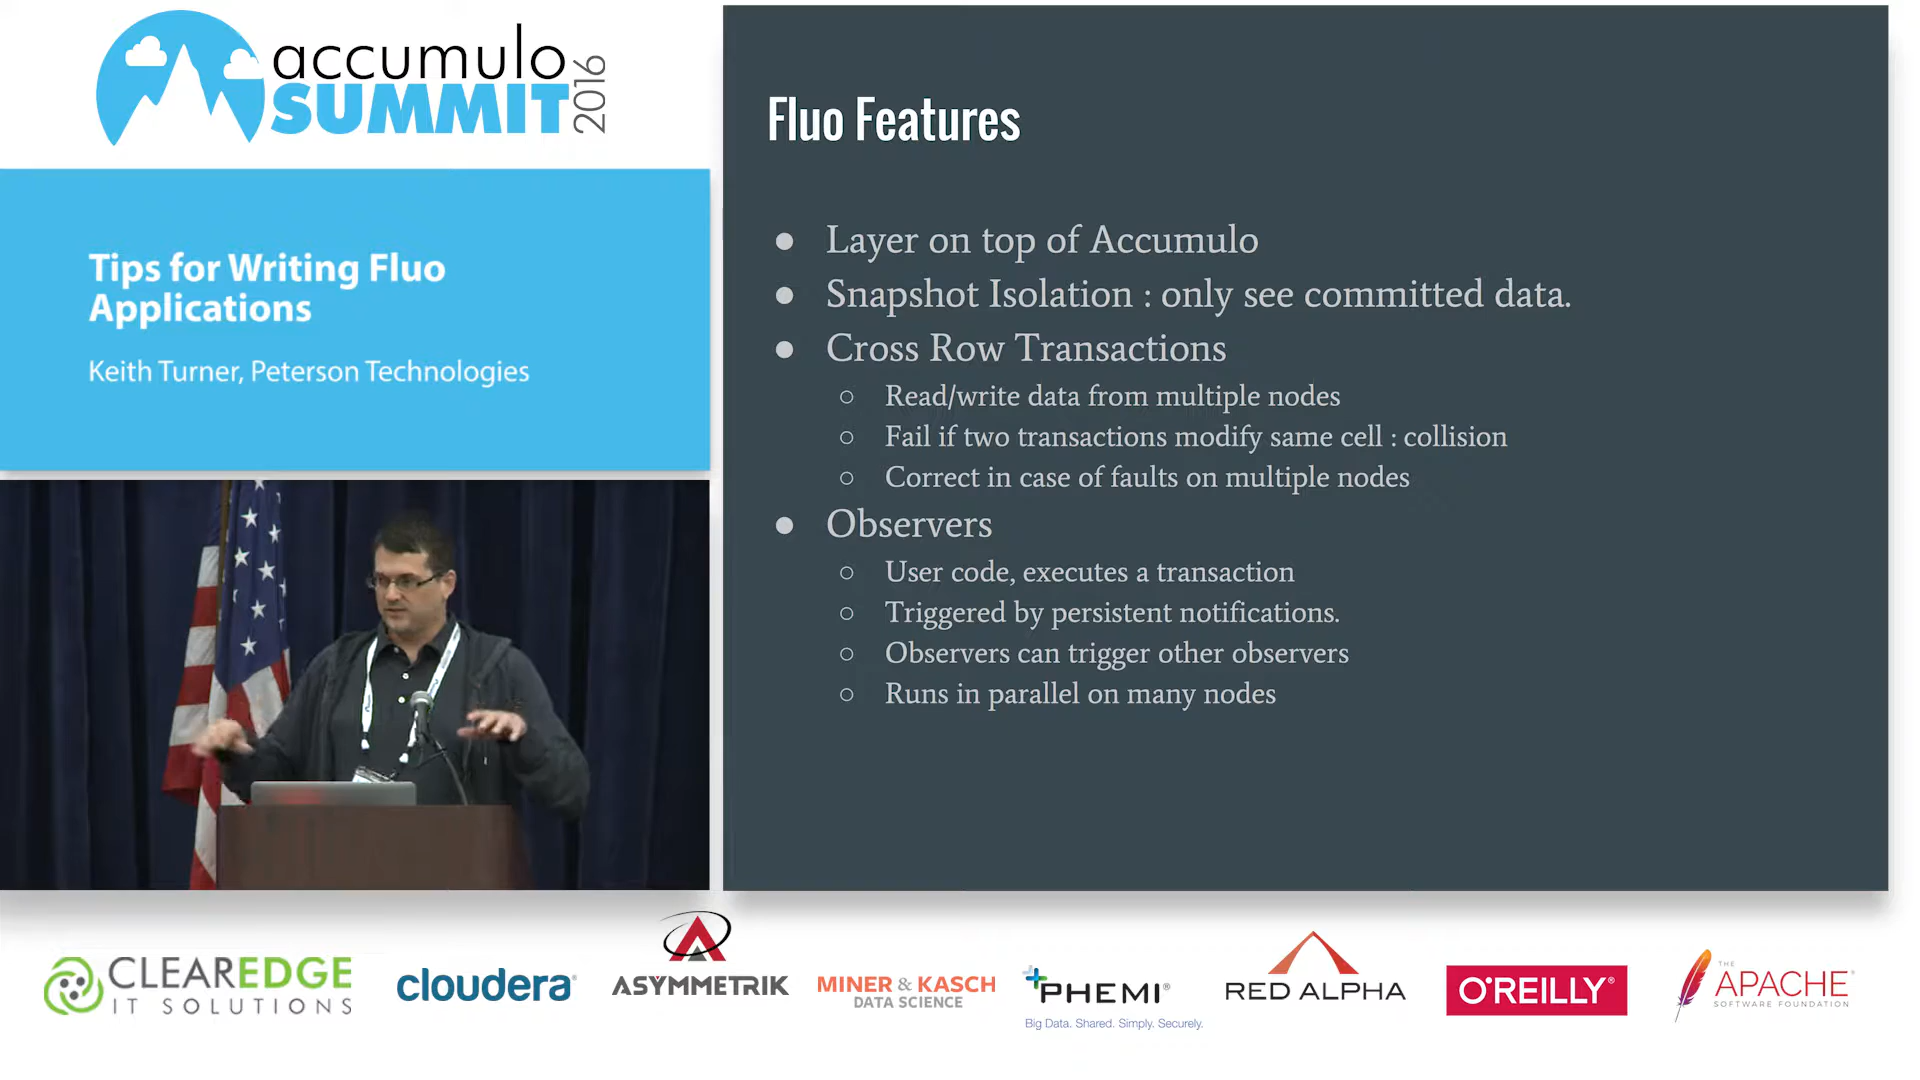 accumulo
SUMMIT
2016
Tips for Writing Fluo
Applications
Keith Turner, Peterson Technologies
Fluo Features
● Layer on top of Accumulo
● Snapshot Isolation : only see committed data.
● Cross Row Transactions
○ Read/write data from multiple nodes
○ Fail if two transactions modify same cell : collision
○ Correct in case of faults on multiple nodes
● Observers
○ User code, executes a transaction
○ Triggered by persistent notifications.
○ Observers can trigger other observers
○ Runs in parallel on many nodes
CLEAREDGE
IT SOLUTIONS
cloudera®
ASYMMETRIK
MINER & KASCH
DATA SCIENCE
PHEMI®
Big Data. Shared. Simply. Securely.
RED ALPHA
O'REILLY®
THE
APACHE®
SOFTWARE FOUNDATION